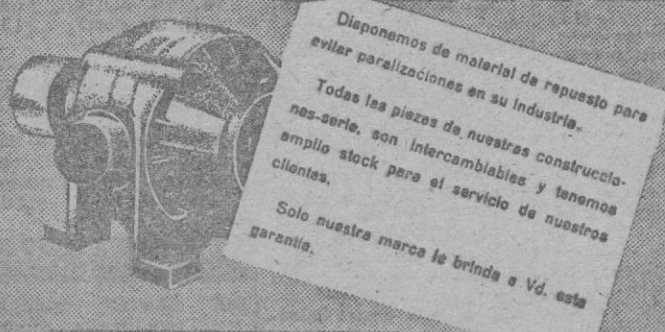 Disponemos de material de repuesto para
evitar paralizaciones en su industria.
Todas las piezas de nuestras construccio-
nes-serie, son intercambiables y tenemos
amplio stock para el servicio de nuestros
clientes.
Solo nuestra marca le brinda a Vd. esta
garantía.